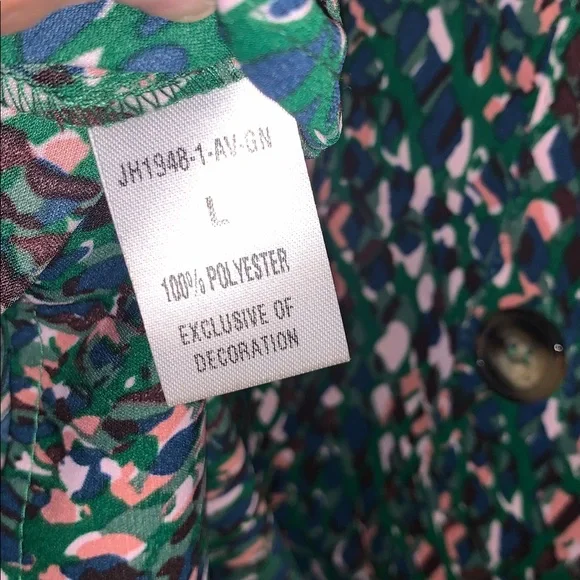 JH1948-1-AV-GN
L
100% POLYESTER
EXCLUSIVE OF
DECORATION